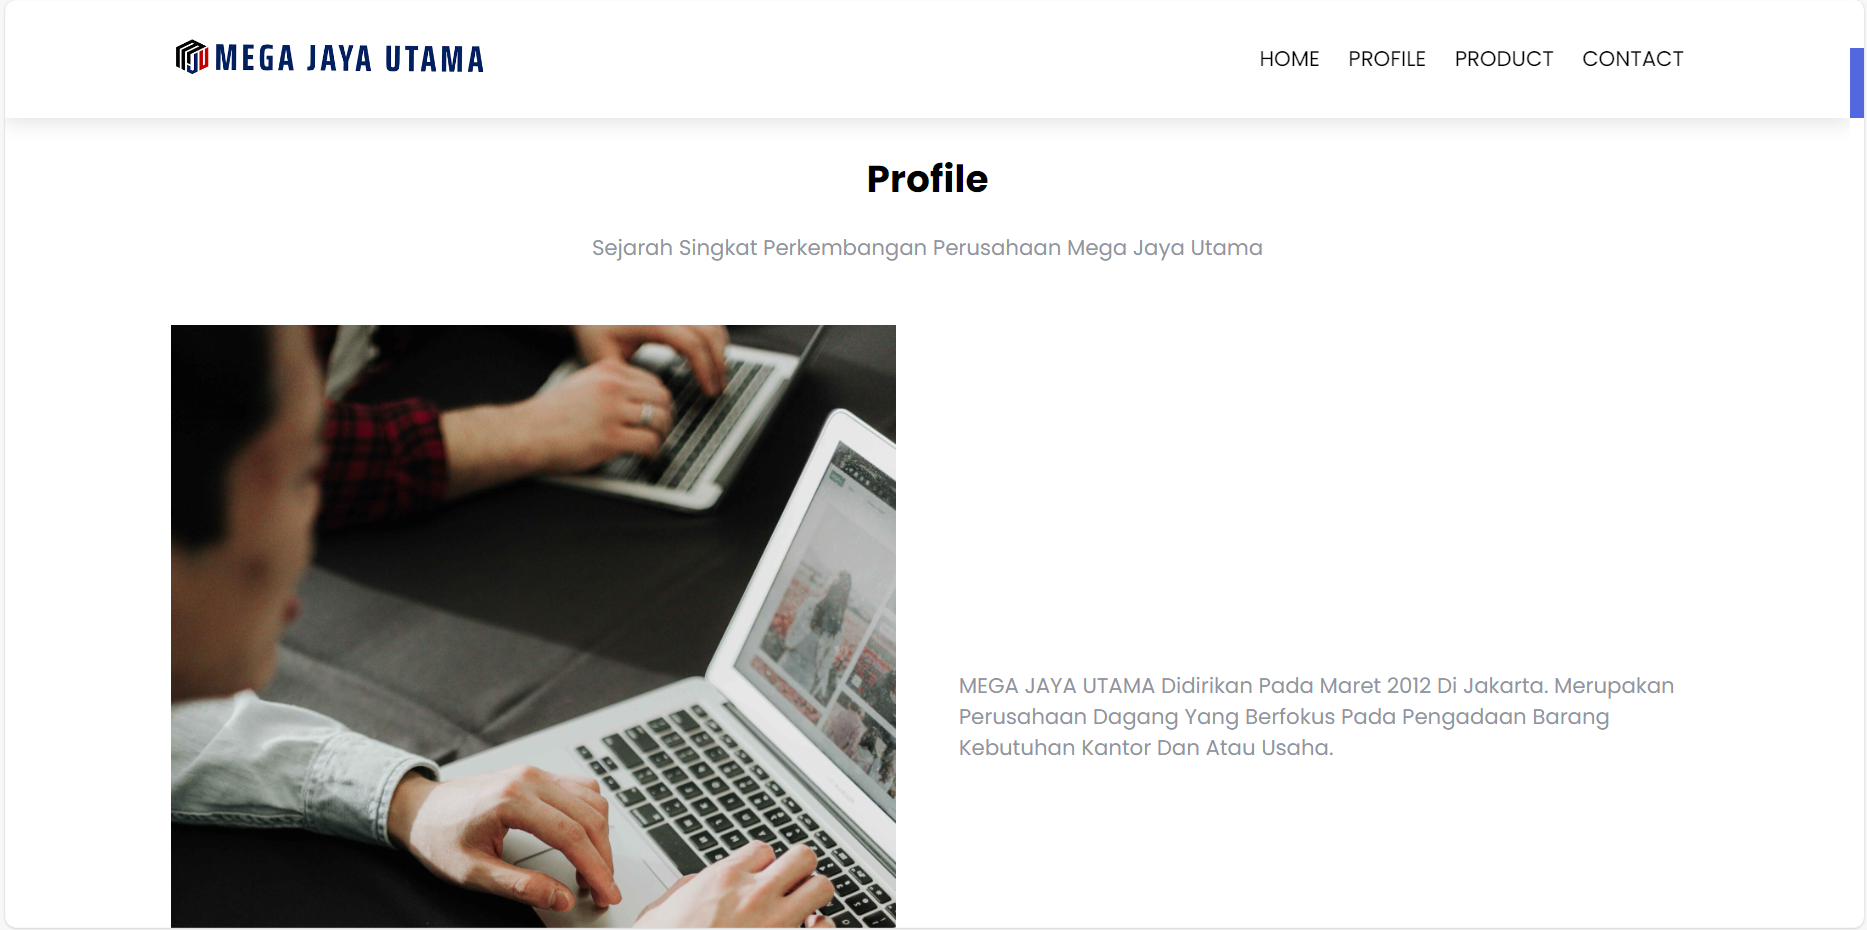 MEGA JAYA UTAMA
HOME PROFILE PRODUCT CONTACT
Profile
Sejarah Singkat Perkembangan Perusahaan Mega Jaya Utama
MEGA JAYA UTAMA Didirikan Pada Maret 2012 Di Jakarta. Merupakan
Perusahaan Dagang Yang Berfokus Pada Pengadaan Barang
Kebutuhan Kantor Dan Atau Usaha.